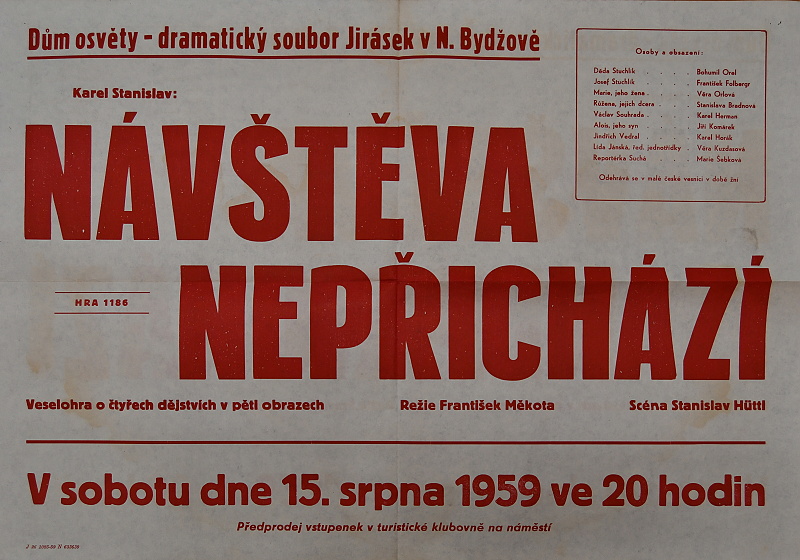 Dům osvěty - dramatický soubor Jirásek v N. Bydžově
Karel Stanislav:
NÁVŠTĚVA
NEPŘICHÁZÍ
HRA 1186
Osoby a obsazení:
Děda Stuchlík . . . . Bohumil Orel
Josef Stuchlík . . . . František Folbergr
Marie, jeho žena . . . . Věra Orlová
Růžena, jejich dcera . . . . Stanislava Bradnová
Václav Souhrada . . . . Karel Herman
Alois, jeho syn . . . . Jiří Komárek
Jindřich Vedral . . . . Karel Horák
Lída Jánská, řed. jednotřídky . Věra Kuzdasová
Reportérka Suchá . . . . Marie Šebková
Odehrává se v malé české vesnici v době žní
Veselohra o čtyřech dějstvích v pěti obrazech
Režie František Měkota
Scéna Stanislav Hüttl
V sobotu dne 15. srpna 1959 ve 20 hodin
Předprodej vstupenek v turistické klubovně na náměstí